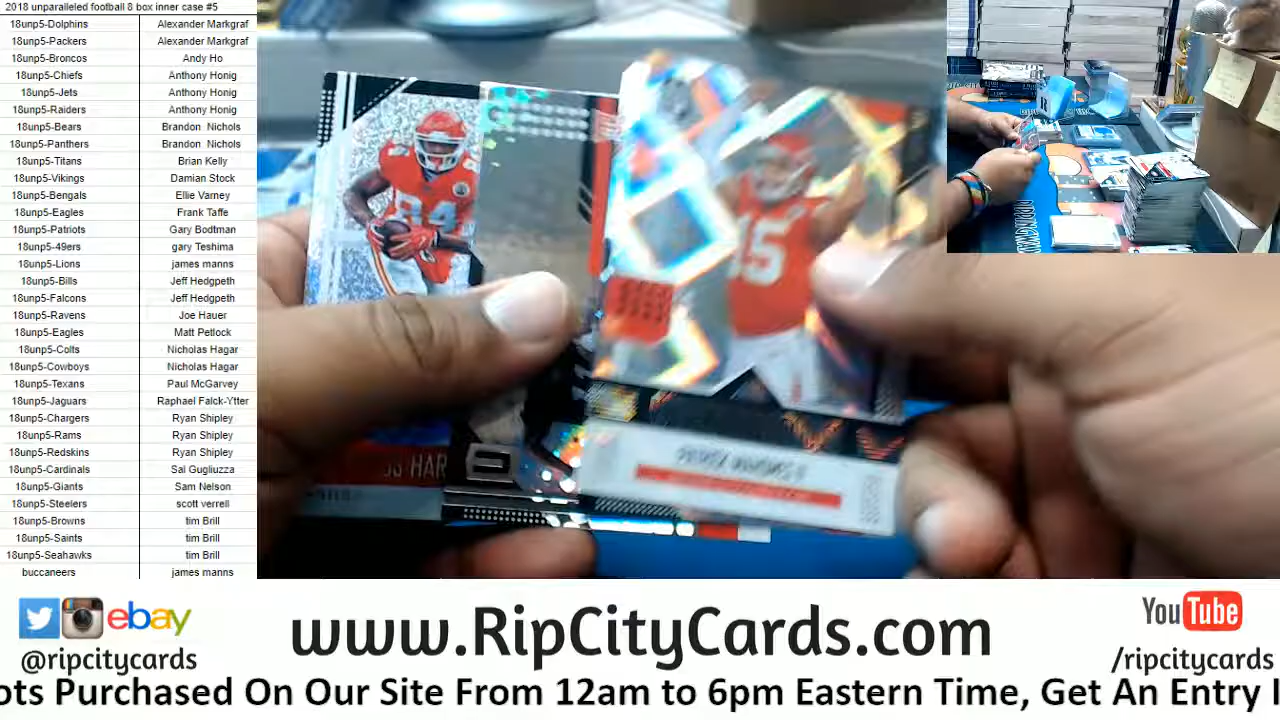 2018 unparalleled football 8 box inner case #5
18unp5-Dolphins Alexander Markgraf
18unp5-Packers Alexander Markgraf
18unp5-Broncos Andy Ho
18unp5-Chiefs Anthony Honig
18unp5-Jets Anthony Honig
18unp5-Raiders Anthony Honig
18unp5-Bears Brandon Nichols
18unp5-Panthers Brandon Nichols
18unp5-Titans Brian Kelly
18unp5-Vikings Damian Stock
18unp5-Bengals Ellie Varney
18unp5-Eagles Frank Taffe
18unp5-Patriots Gary Bodtman
18unp5-49ers gary Teshima
18unp5-Lions james manns
18unp5-Bills Jeff Hedgpeth
18unp5-Falcons Jeff Hedgpeth
18unp5-Ravens Joe Hauer
18unp5-Eagles Matt Petlock
18unp5-Colts Nicholas Hagar
18unp5-Cowboys Nicholas Hagar
18unp5-Texans Paul McGarvey
18unp5-Jaguars Raphael Falck-Ytter
18unp5-Chargers Ryan Shipley
18unp5-Rams Ryan Shipley
18unp5-Redskins Ryan Shipley
18unp5-Cardinals Sal Gugliuzza
18unp5-Giants Sam Nelson
18unp5-Steelers scott verrell
18unp5-Browns tim Brill
18unp5-Saints tim Brill
18unp5-Seahawks tim Brill
buccaneers james manns
84
15
HAR
ebay
@ripcitycards
www.RipCityCards.com
YouTube
/ripcitycards
ots Purchased On Our Site From 12am to 6pm Eastern Time, Get An Entry I